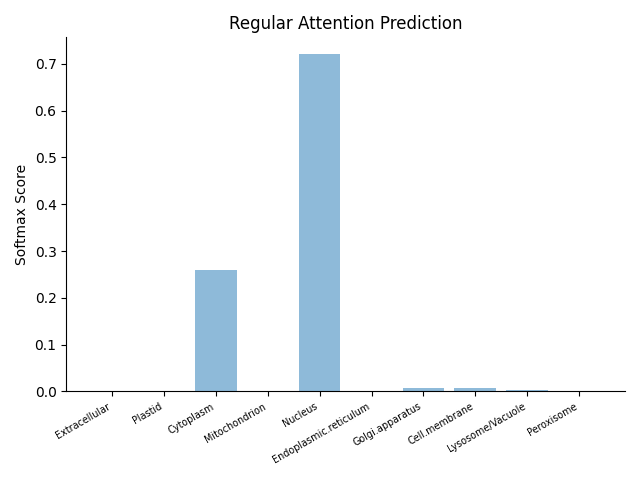 Regular Attention Prediction
Softmax Score
0.7
0.6
0.5
0.4
0.3
0.2
0.1
0.0
Extracellular
Plastid
Cytoplasm
Mitochondrion
Nucleus
Endoplasmic.reticulum
Golgi.apparatus
Cell.membrane
Lysosome/Vacuole
Peroxisome